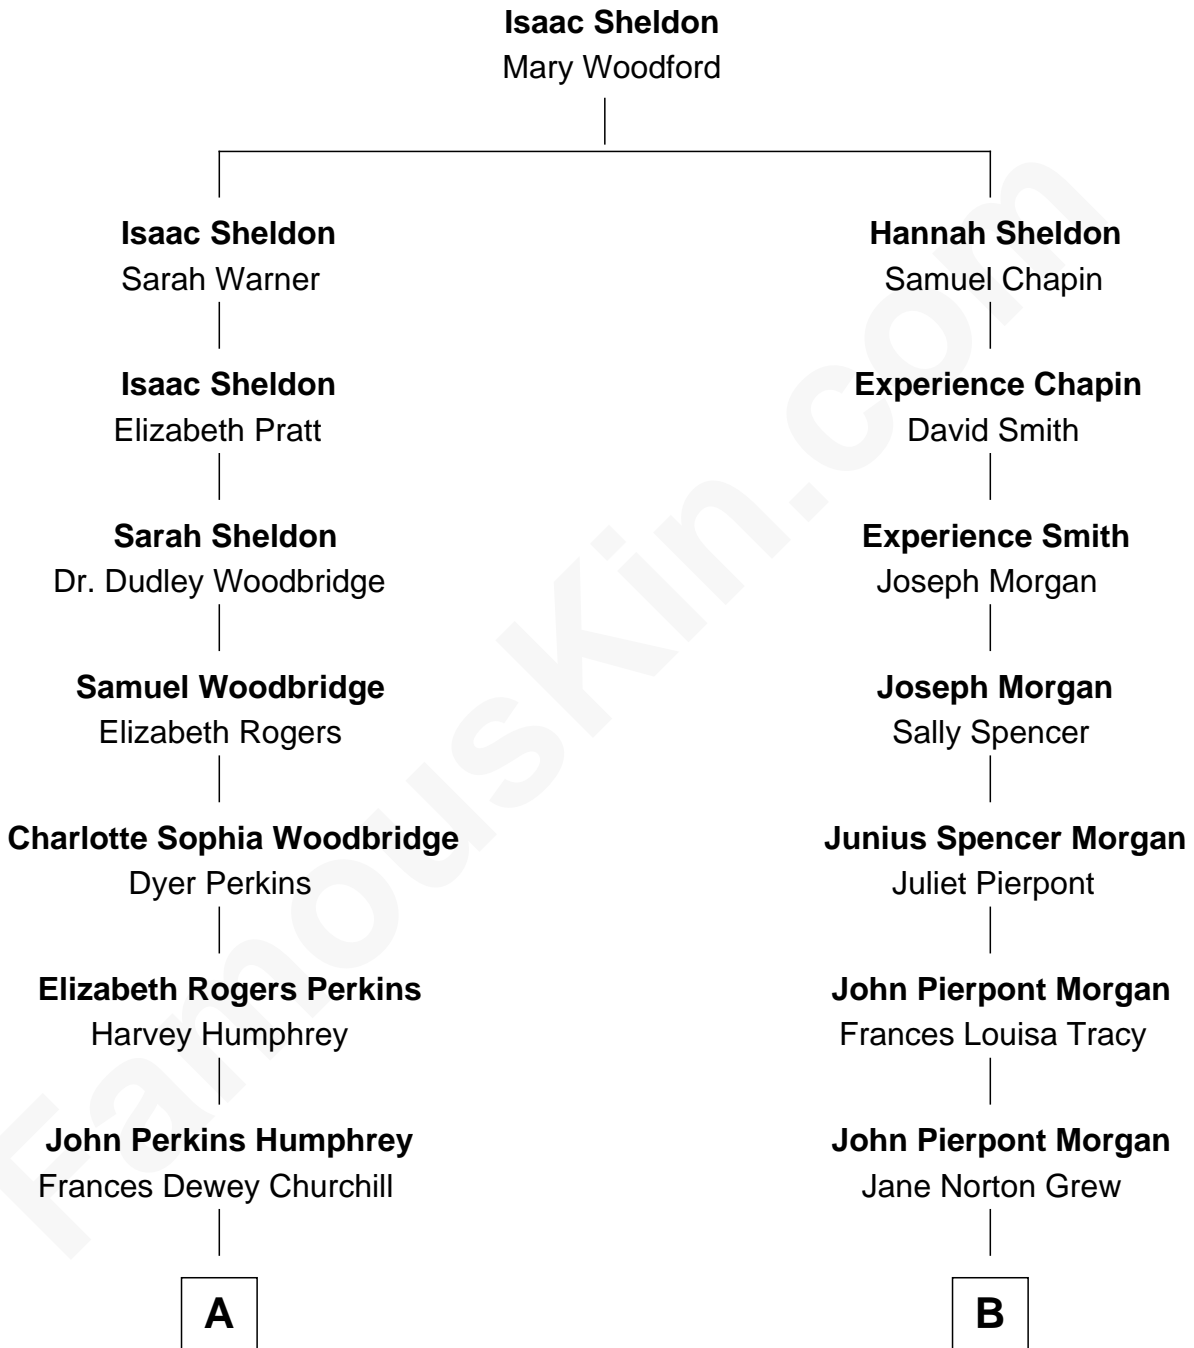 Isaac Sheldon
Mary Woodford
Isaac Sheldon
Sarah Warner
Hannah Sheldon
Samuel Chapin
Isaac Sheldon
Elizabeth Pratt
Experience Chapin
David Smith
Sarah Sheldon
Dr. Dudley Woodbridge
Experience Smith
Joseph Morgan
Samuel Woodbridge
Elizabeth Rogers
Joseph Morgan
Sally Spencer
Charlotte Sophia Woodbridge
Dyer Perkins
Junius Spencer Morgan
Juliet Pierpont
Elizabeth Rogers Perkins
Harvey Humphrey
John Pierpont Morgan
Frances Louisa Tracy
John Perkins Humphrey
Frances Dewey Churchill
John Pierpont Morgan
Jane Norton Grew
A
B
FamousKin.com